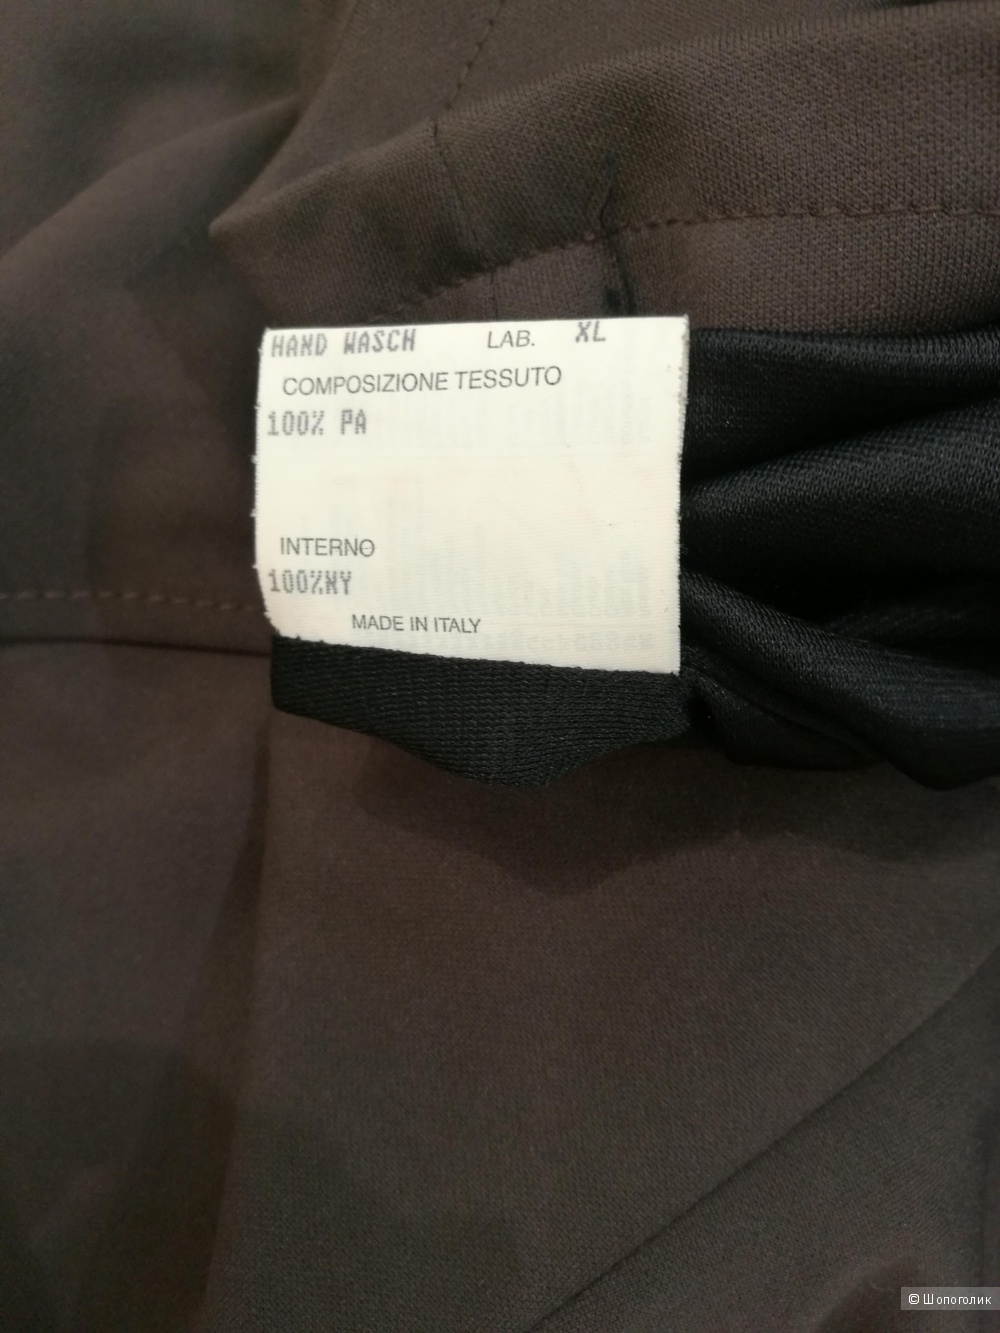 HAND WASCH LAB. XL
COMPOSIZIONE TESSUTO
100% PA
INTERNO
100%NY
MADE IN ITALY
© Шопоголик